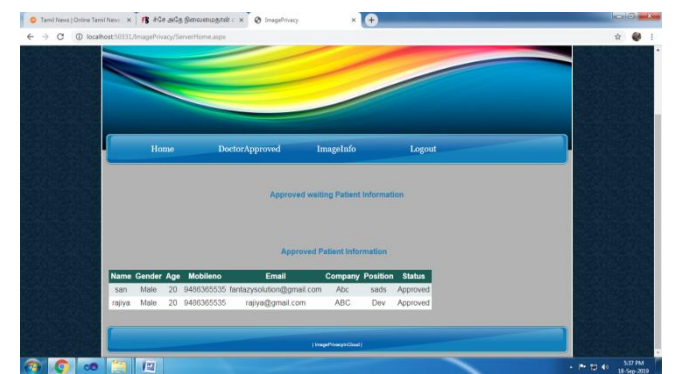 Tamil News | Online Tamil News
ImagePrivacy
localhost:50331/ImagePrivacy/ServerHome.aspx
Home DoctorApproved ImageInfo Logout
Approved waiting Patient Information
Approved Patient Information
Name Gender Age Mobileno Email Company Position Status
san Male 20 9486365535 fantazysolution@gmail.com Abc sads Approved
rajiya Male 20 9486365535 rajiya@gmail.com ABC Dev Approved
| ImagePrivacyInCloud |
5:37 PM
18-Sep-2019